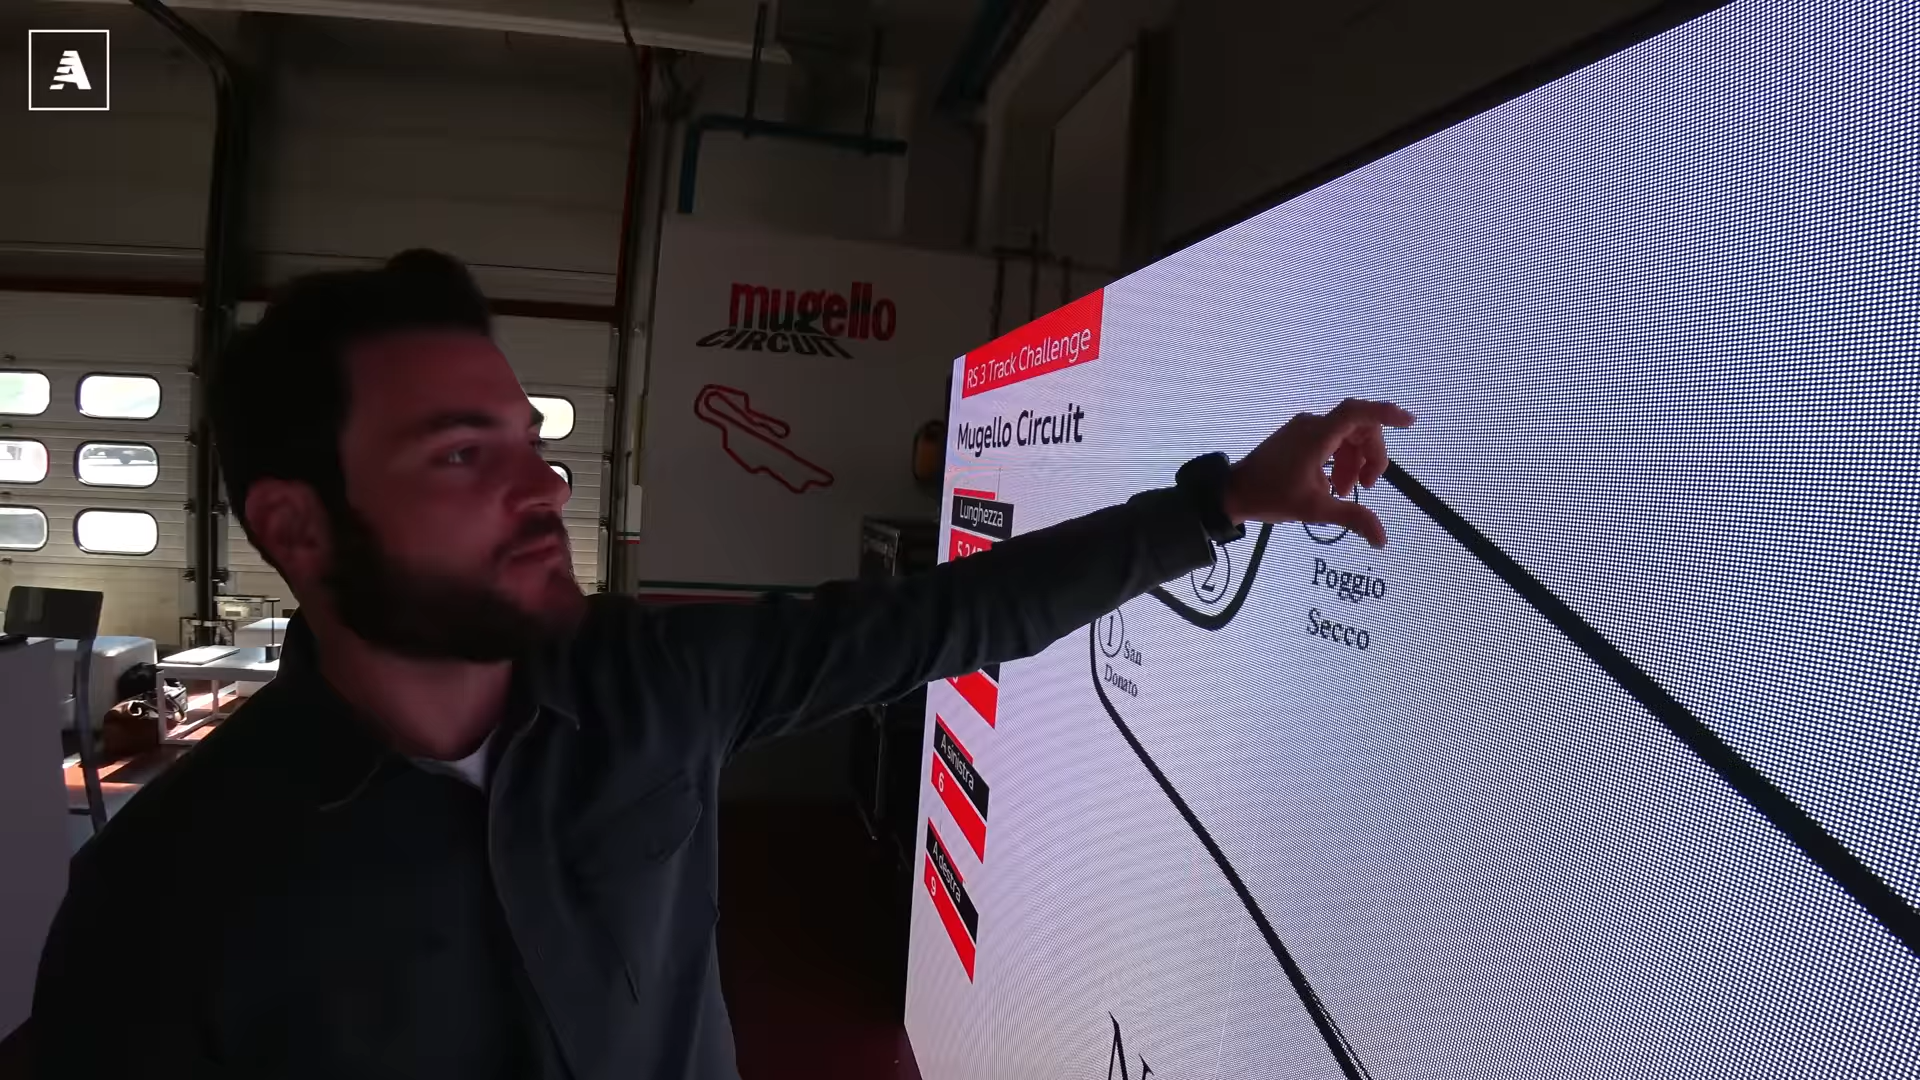 A
mugello
CIRCUIT
RS 3 Track Challenge
Mugello Circuit
Lunghezza
2
Poggio
Secco
1 San
Donato
A sinistra
6
A destra
9